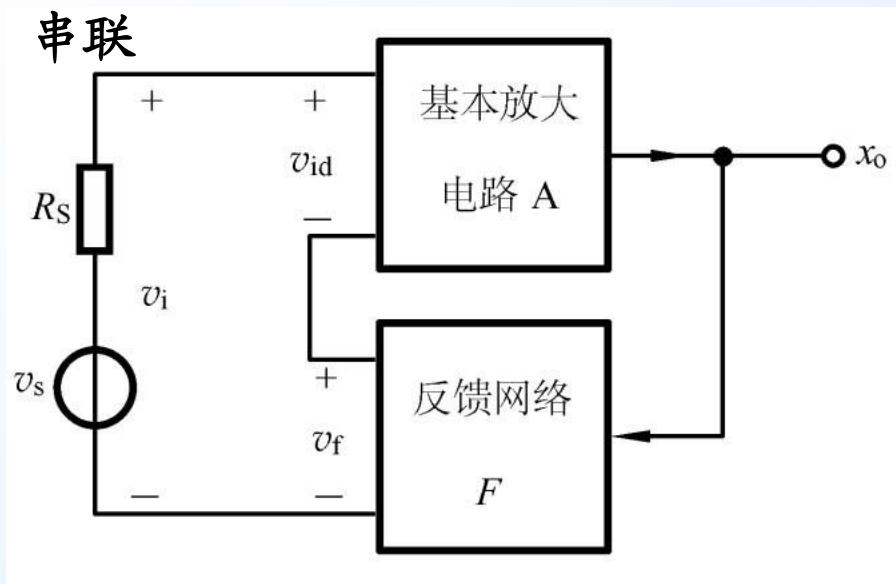 串联
+
+
基本放大
电路 A
v_id
x_o
R_S
—
v_i
v_s
+
反馈网络
v_f
F
—
—